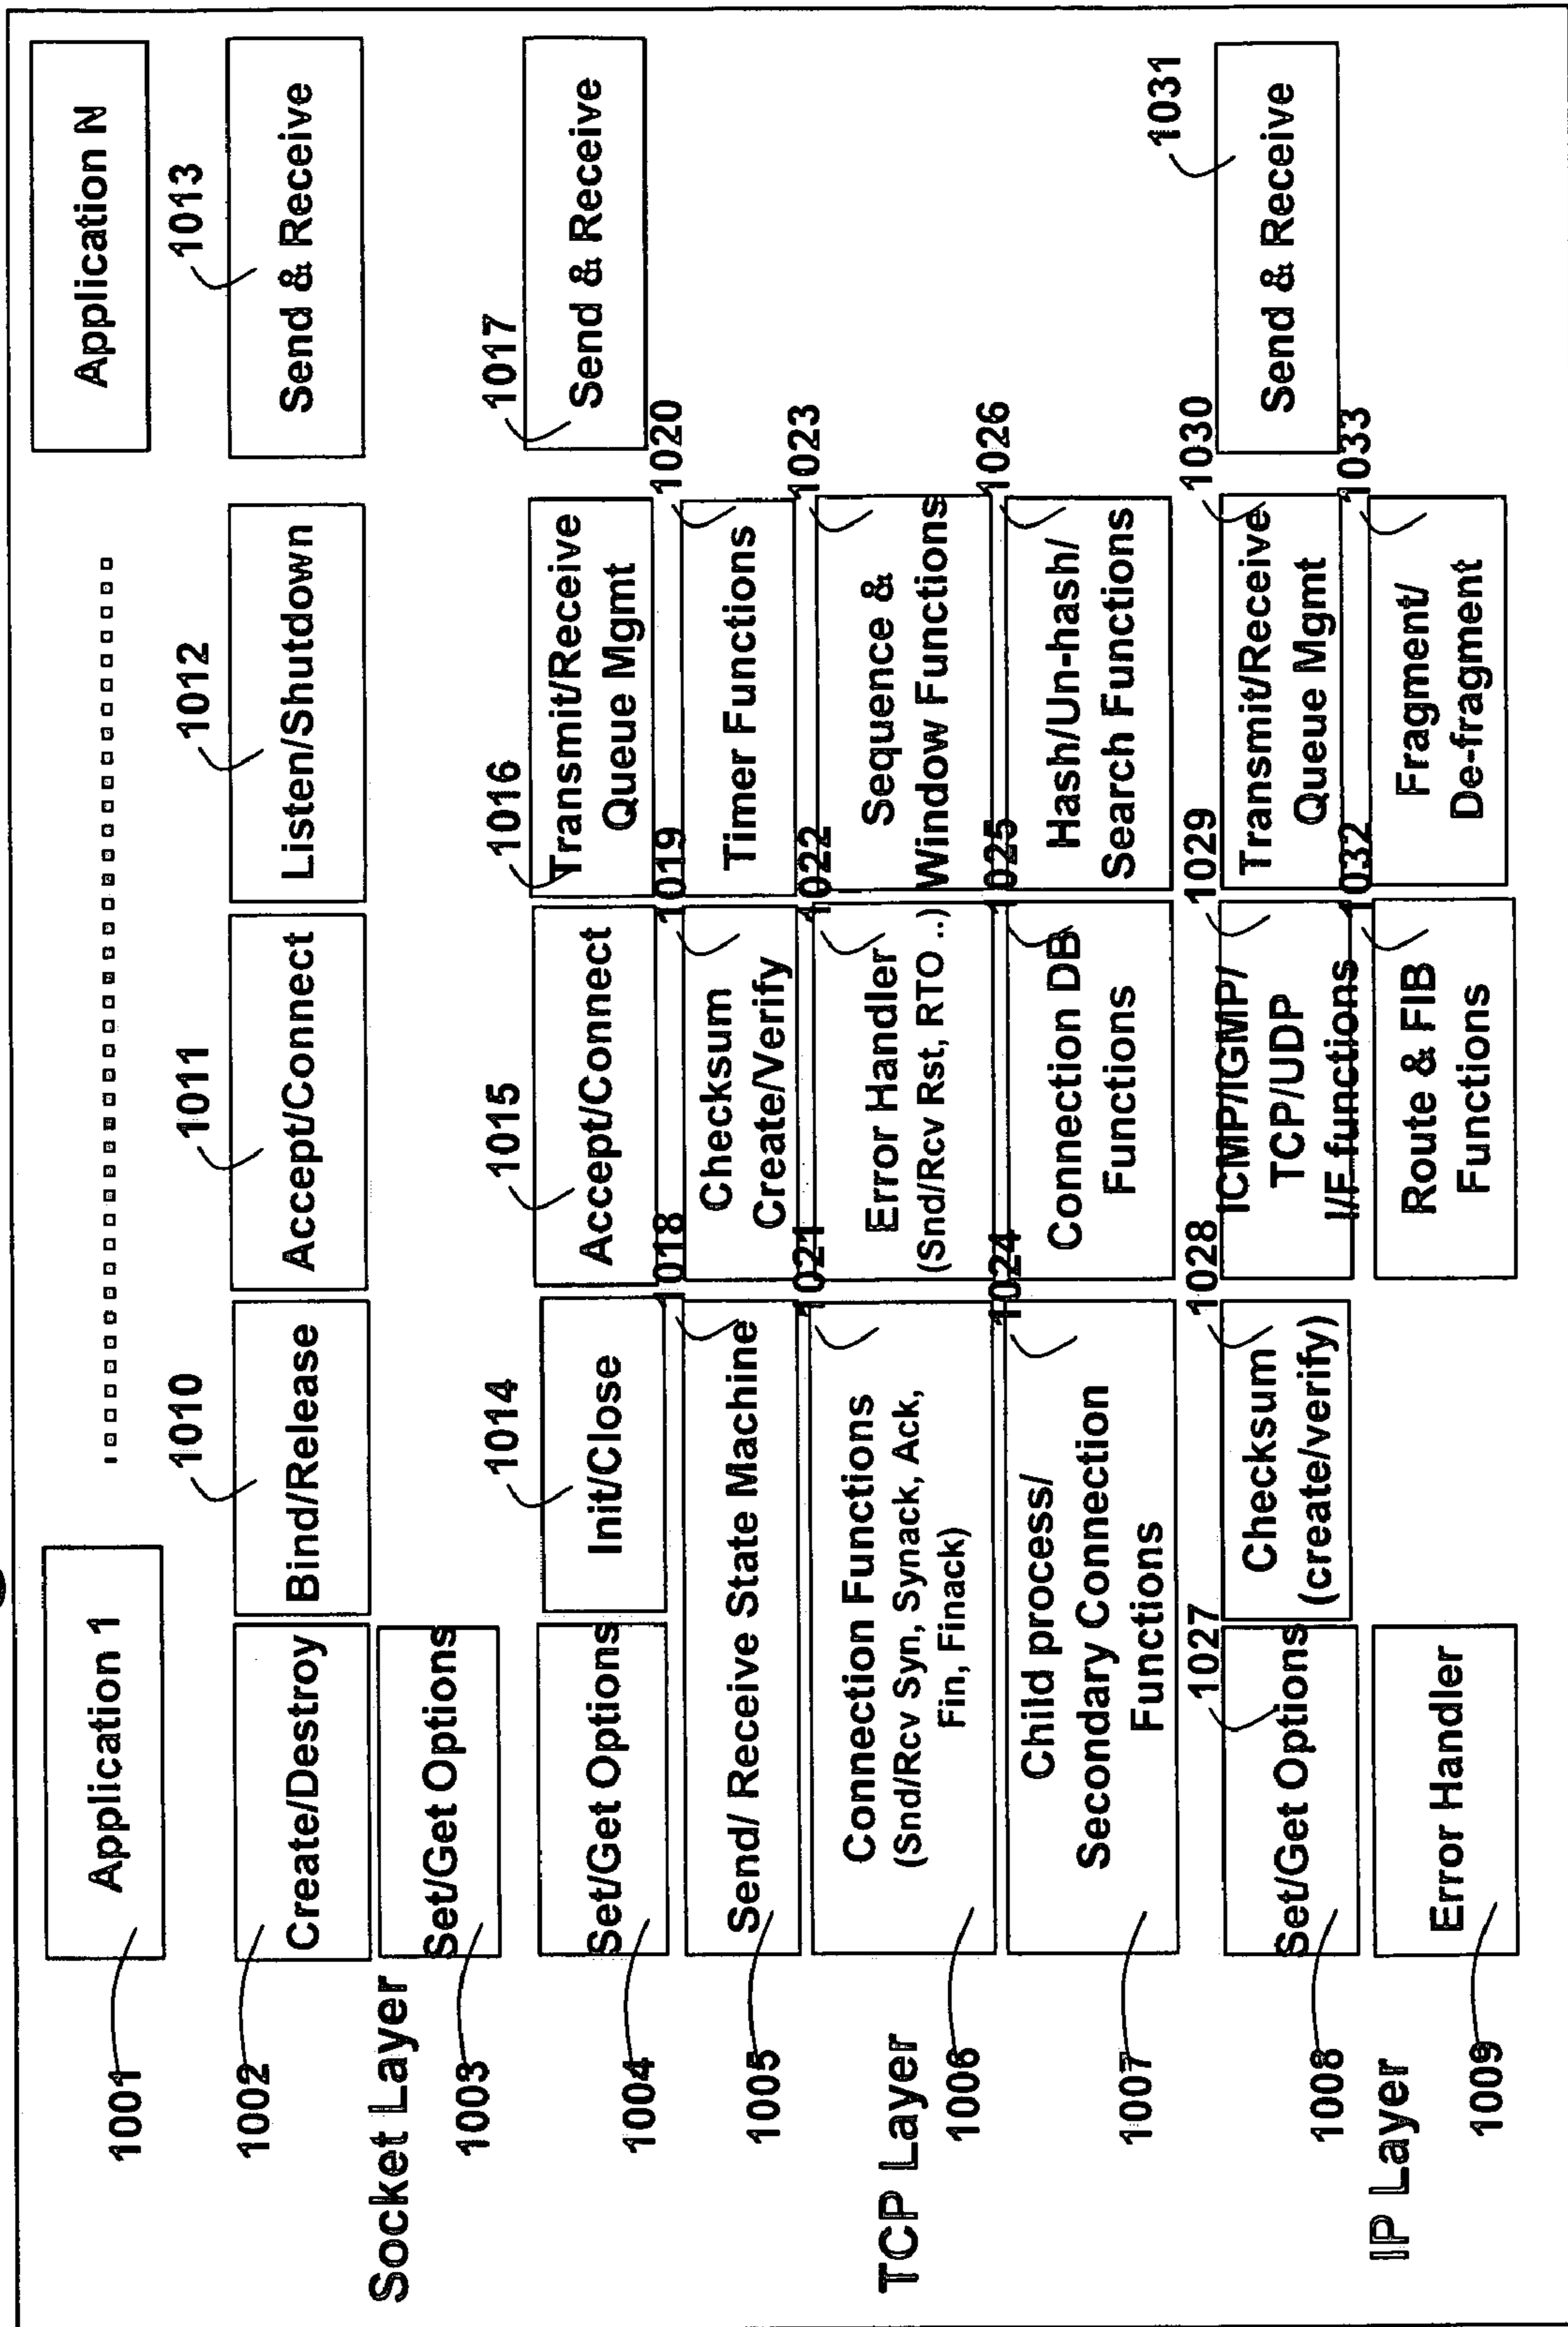 Application 1
Application N
1001
1010
1011
1012
1013
Create/Destroy
Bind/Release
Accept/Connect
Listen/Shutdown
Send & Receive
1002
Socket Layer
Set/Get Options
1003
1014
1015
1016
1017
Set/Get Options
Init/Close
Accept/Connect
Transmit/Receive
Queue Mgmt
Send & Receive
1004
1018
1019
1020
Send/ Receive State Machine
Checksum
Create/Verify
Timer Functions
1005
1021
1022
1023
TCP Layer
Connection Functions
(Snd/Rcv Syn, Synack, Ack,
Fin, Finack)
Error Handler
(Snd/Rcv Rst, RTO ..)
Sequence &
Window Functions
1006
1024
1025
1026
Child process/
Secondary Connection
Functions
Connection DB
Functions
Hash/Un-hash/
Search Functions
1007
1027
1028
1029
1030
1031
Set/Get Options
Checksum
(create/verify)
ICMP/IGMP/
TCP/UDP
I/F functions
Transmit/Receive
Queue Mgmt
Send & Receive
1008
IP Layer
1032
1033
Error Handler
Route & FIB
Functions
Fragment/
De-fragment
1009